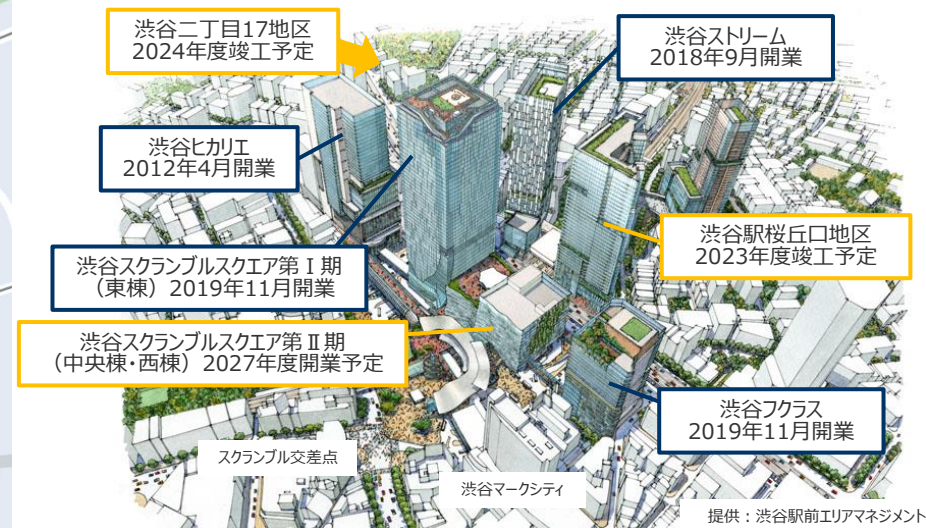 渋谷二丁目17地区
2024年度竣工予定
渋谷ストリーム
2018年9月開業
渋谷ヒカリエ
2012年4月開業
渋谷駅桜丘口地区
2023年度竣工予定
渋谷スクランブルスクエア第Ⅰ期
（東棟）2019年11月開業
渋谷スクランブルスクエア第Ⅱ期
（中央棟・西棟）2027年度開業予定
渋谷フクラス
2019年11月開業
スクランブル交差点
渋谷マークシティ
提供：渋谷駅前エリアマネジメント